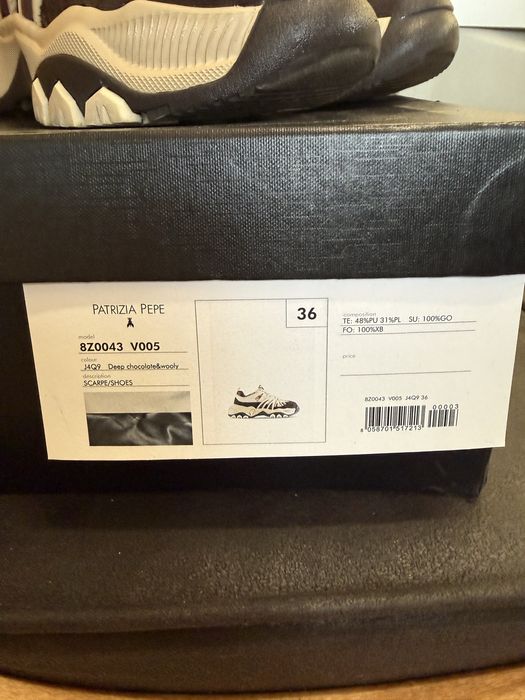 PATRIZIA PEPE
model
8Z0043 V005
colour
J4Q9 Deep chocolate&wooly
description
SCARPE/SHOES
36
composition
TE: 48%PU 31%PL SU: 100%GO
FO: 100%XB
price
8Z0043 V005 J4Q9 36
00003
8 058701 517213